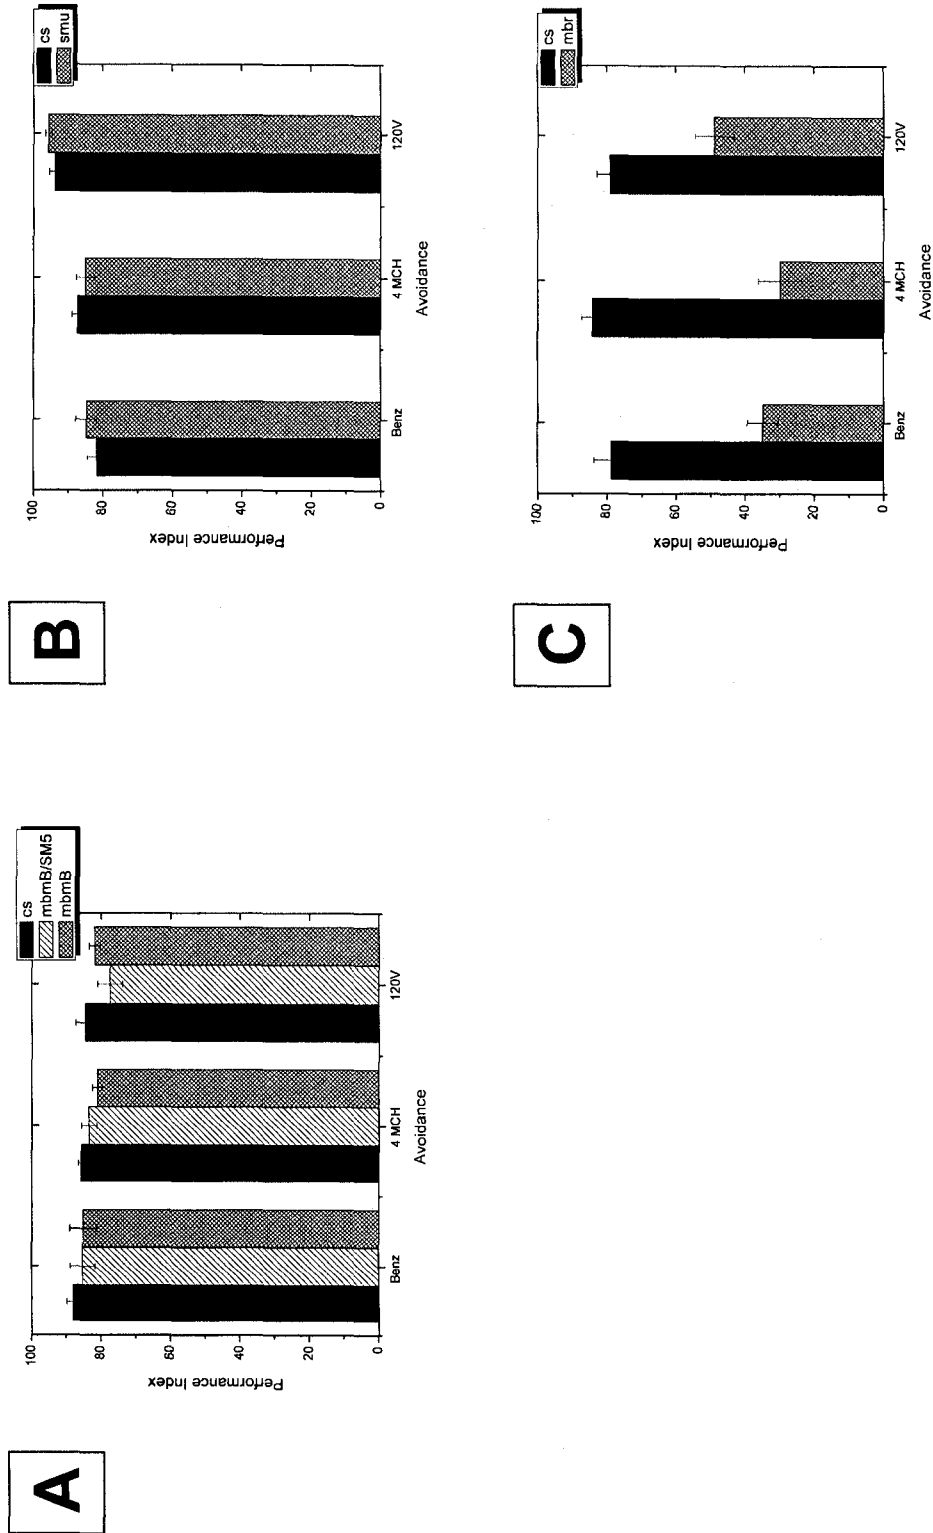 A
cs
mbmB/SM5
mbmB
Performance Index
100
80
60
40
20
0
Benz
4 MCH
120V
Avoidance
B
cs
smu
Performance Index
100
80
60
40
20
0
Benz
4 MCH
120V
Avoidance
C
cs
mbr
Performance Index
100
80
60
40
20
0
Benz
4 MCH
120V
Avoidance